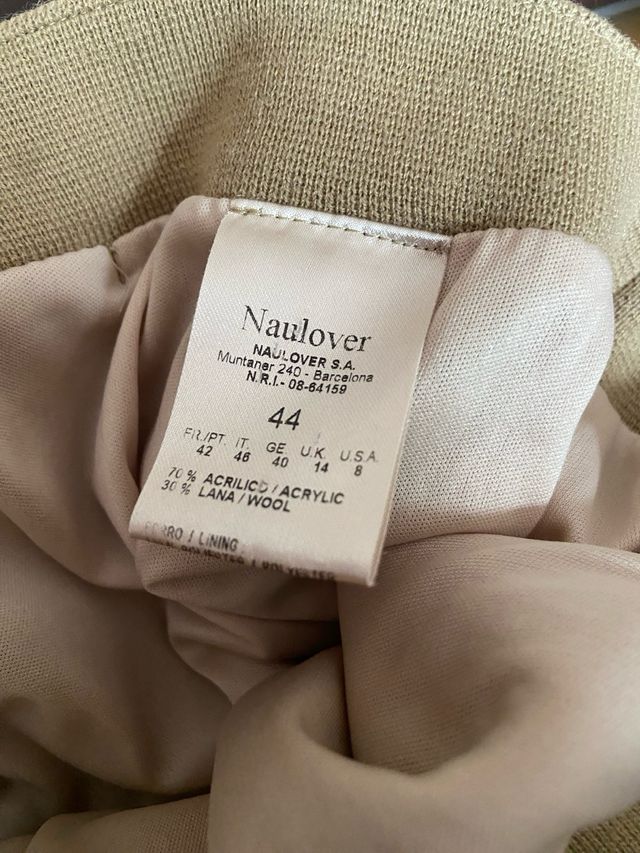 Naulover
NAULOVER S.A.
Muntaner 240 - Barcelona
N.R.I.- 08-64159
44
FR./PT. IT. GE U.K. U.S.A
42 46 40 14 8
70 % ACRILICO / ACRYLIC
30 % LANA / WOOL
FORRO / LINING
POLYESTER